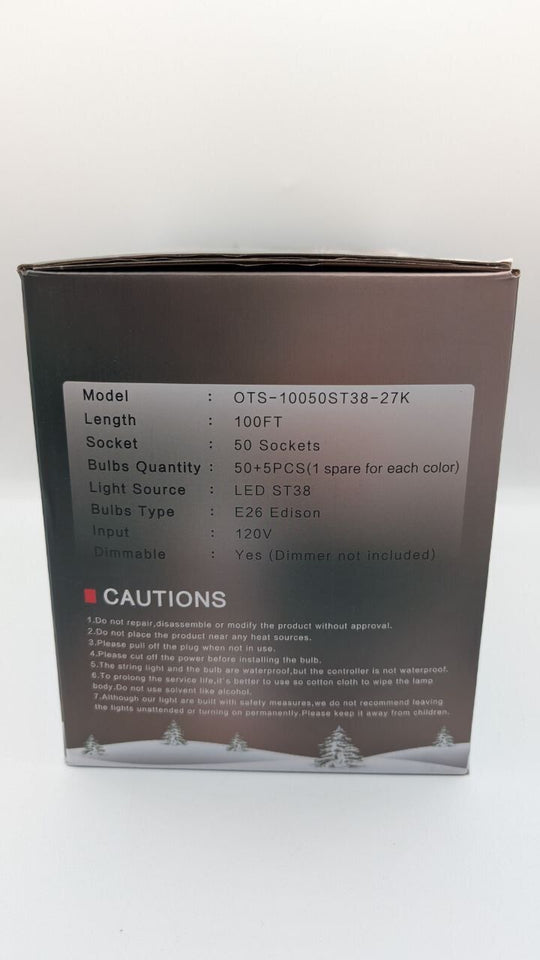 Model : OTS-10050ST38-27K
Length : 100FT
Socket : 50 Sockets
Bulbs Quantity : 50+5PCS(1 spare for each color)
Light Source : LED ST38
Bulbs Type : E26 Edison
Input : 120V
Dimmable : Yes (Dimmer not included)
CAUTIONS
1.Do not repair,disassemble or modify the product without approval.
2.Do not place the product near any heat sources.
3.Please pull off the plug when not in use.
4.Please cut off the power before installing the bulb.
5.The string light and the bulb are waterproof,but the controller is not waterproof.
6.To prolong the service life,it's better to use so cotton cloth to wipe the lamp
body.Do not use solvent like alcohol.
7.Although our light are built with safety measures,we do not recommend leaving
the lights unattended or turning on permanently.Please keep it away from children.